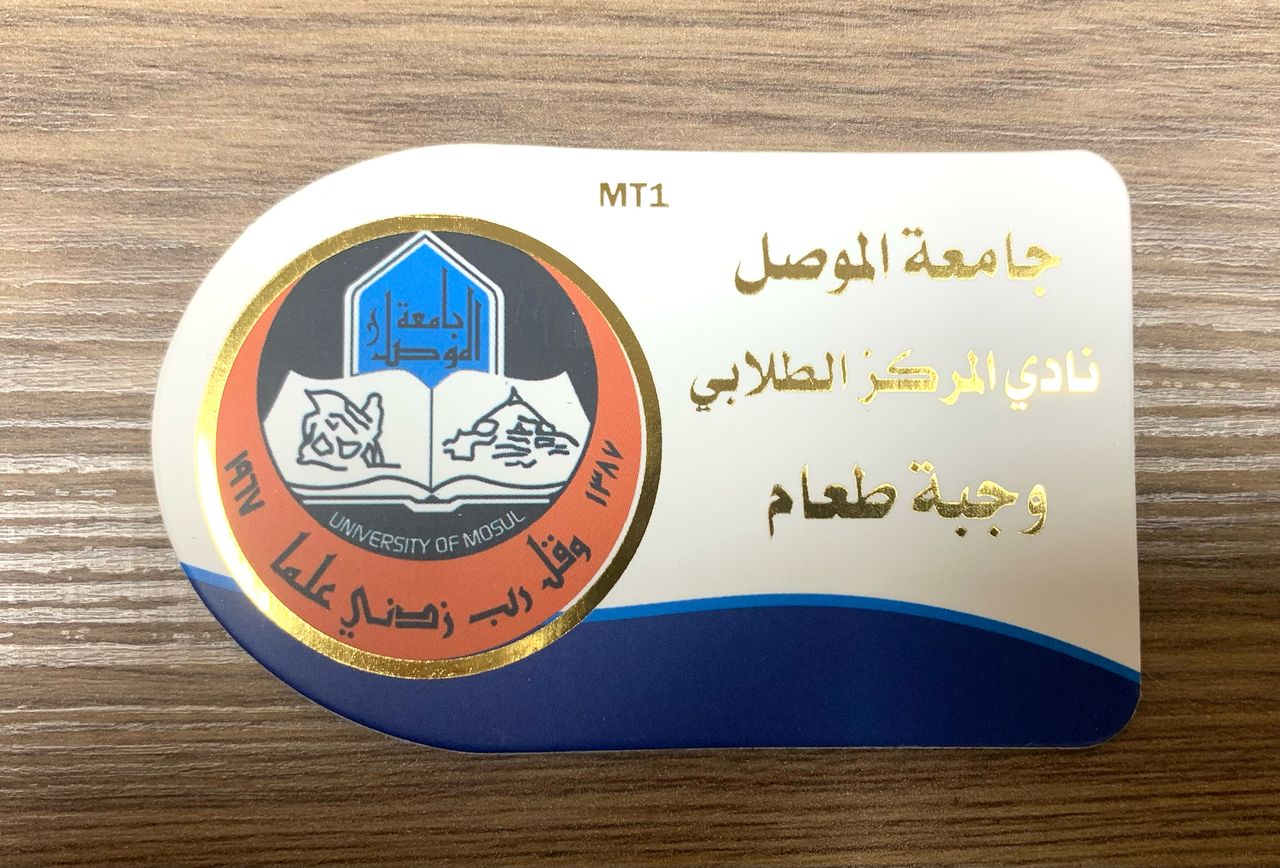 MT1
جامعة الموصل
نادي المركز الطلابي
وجبة طعام
جامعة
الموصل
١٩٦٧
١٣٨٧
UNIVERSITY OF MOSUL
وقل رب زدني علما